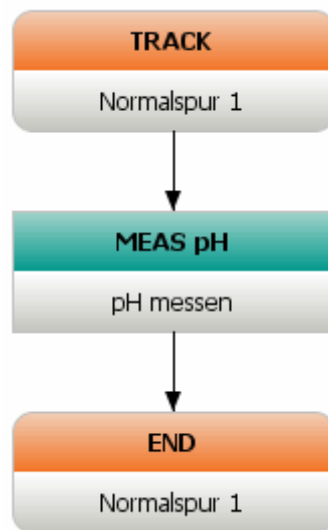 TRACK
Normalspur 1
MEAS pH
pH messen
END
Normalspur 1